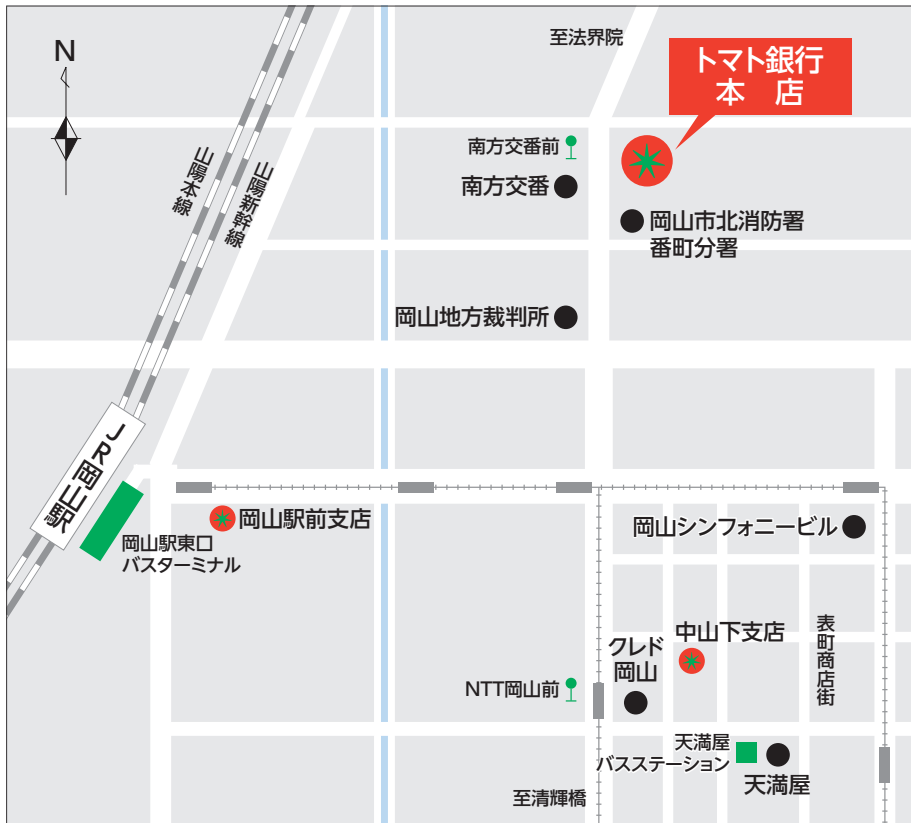 至法界院
N
トマト銀行
本　店
南方交番前
南方交番
山陽本線
山陽新幹線
岡山市北消防署
番町分署
岡山地方裁判所
JR岡山駅
岡山駅前支店
岡山駅東口
バスターミナル
岡山シンフォニービル
中山下支店
表町商店街
クレド
岡山
NTT岡山前
天満屋
バスステーション
天満屋
至清輝橋